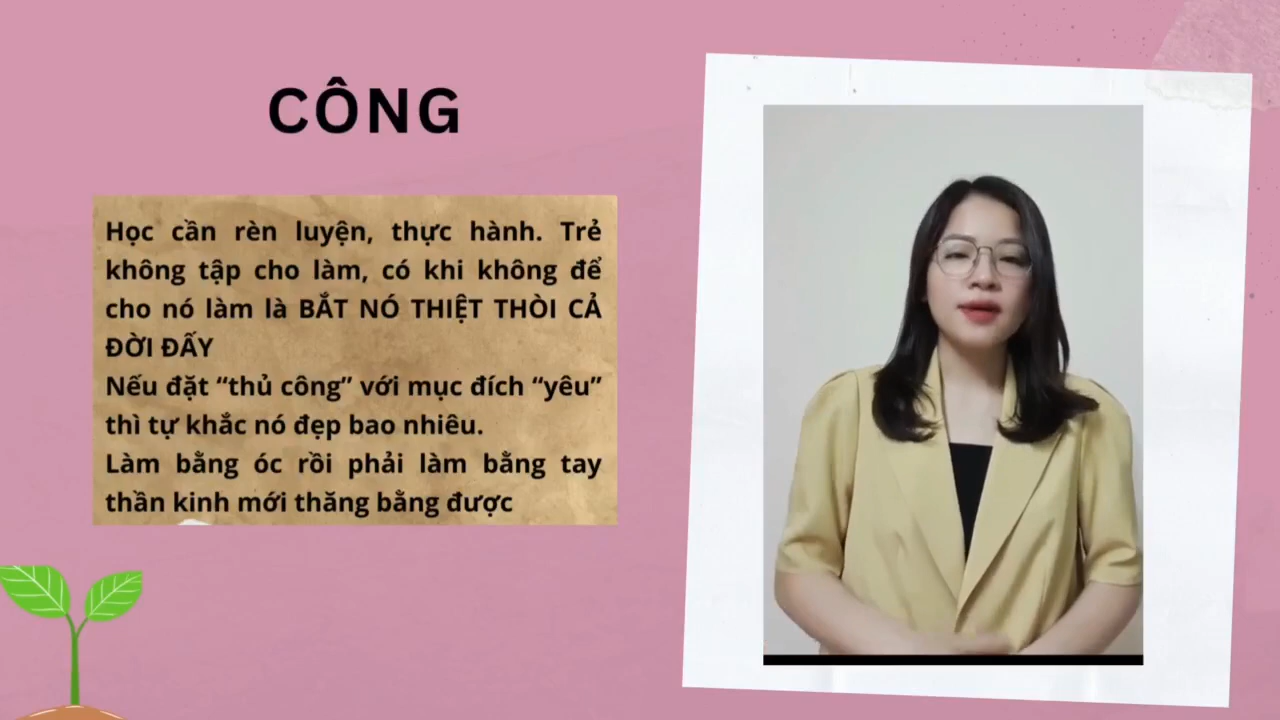 CÔNG
Học cần rèn luyện, thực hành. Trẻ
không tập cho làm, có khi không để
cho nó làm là BẮT NÓ THIỆT THÒI CẢ
ĐỜI ĐẤY
Nếu đặt “thủ công” với mục đích “yêu”
thì tự khắc nó đẹp bao nhiêu.
Làm bằng óc rồi phải làm bằng tay
thần kinh mới thăng bằng được